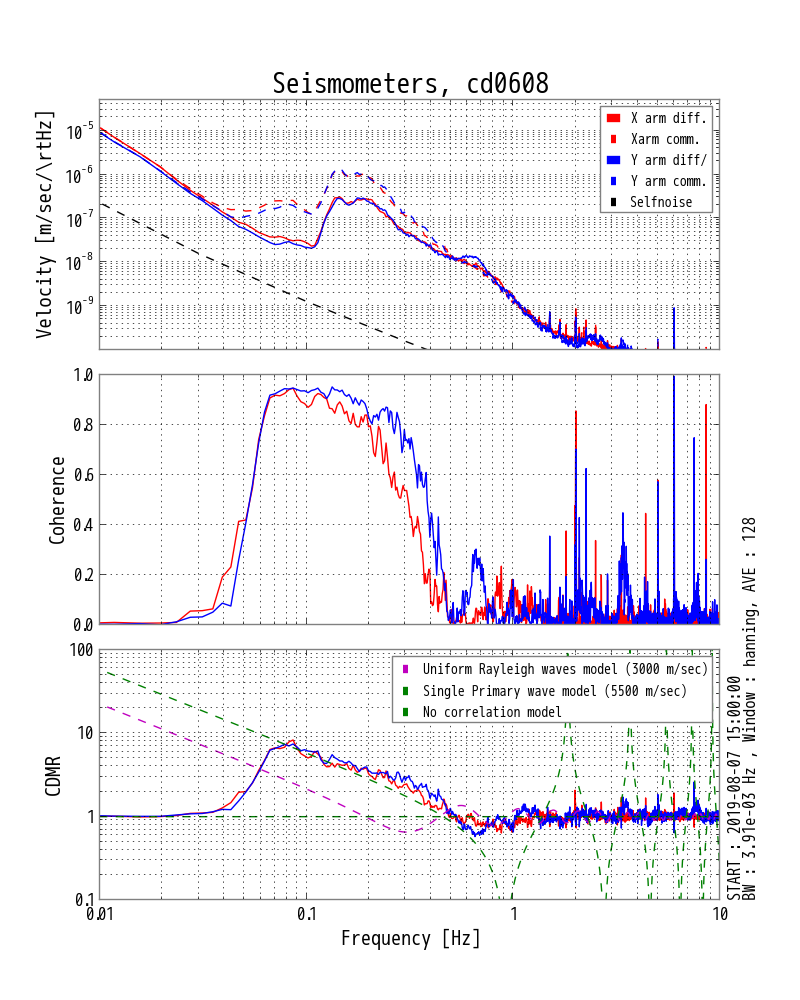 Seismometers, cd0608
Velocity [m/sec/\rtHz]
10^-5
10^-6
10^-7
10^-8
10^-9
X arm diff.
Xarm comm.
Y arm diff/
Y arm comm.
Selfnoise
Coherence
1.0
0.8
0.6
0.4
0.2
0.0
CDMR
100
10
1
0.1
Uniform Rayleigh waves model (3000 m/sec)
Single Primary wave model (5500 m/sec)
No correlation model
0.01
0.1
1
10
Frequency [Hz]
START : 2019-08-07 15:00:00
BW : 3.91e-03 Hz , Window : hanning, AVE : 128